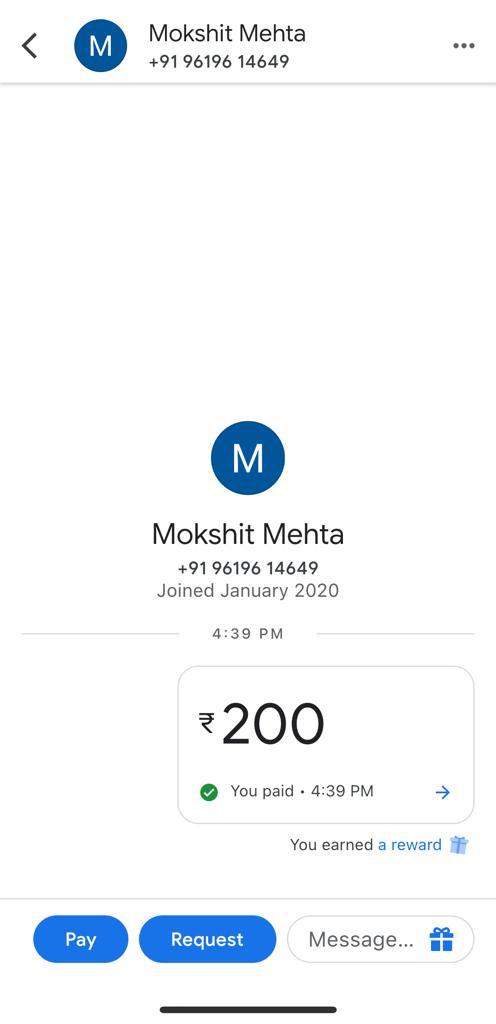 M
Mokshit Mehta
+91 96196 14649
M
Mokshit Mehta
+91 96196 14649
Joined January 2020
4:39 PM
₹200
You paid • 4:39 PM
You earned a reward
Pay
Request
Message...